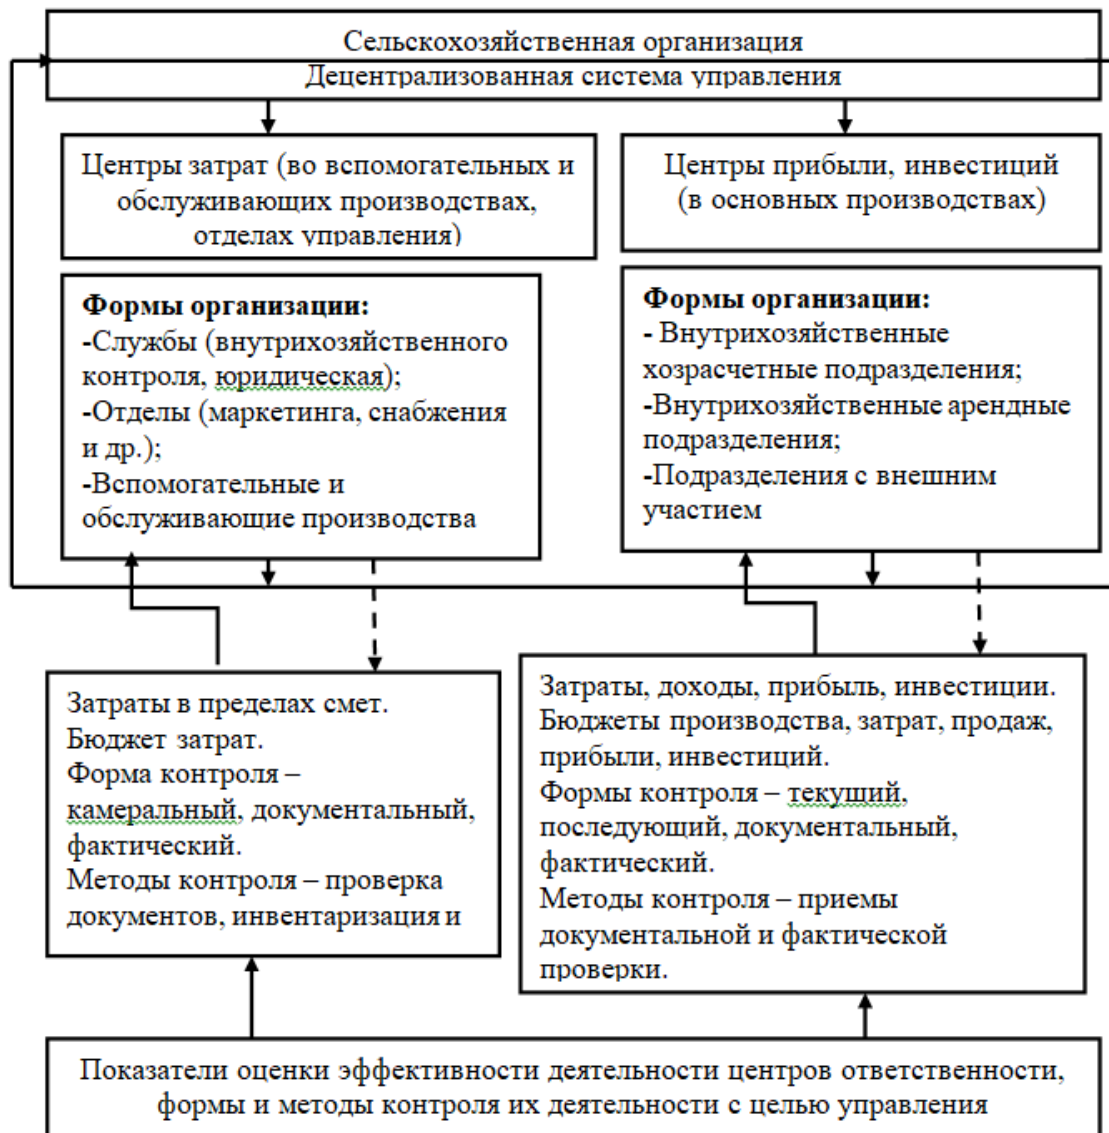 Сельскохозяйственная организация
Децентрализованная система управления
Центры затрат (во вспомогательных и
обслуживающих производствах,
отделах управления)
Центры прибыли, инвестиций
(в основных производствах)
Формы организации:
-Службы (внутрихозяйственного
контроля, юридическая);
-Отделы (маркетинга, снабжения
и др.);
-Вспомогательные и
обслуживающие производства
Формы организации:
- Внутрихозяйственные
хозрасчетные подразделения;
-Внутрихозяйственные арендные
подразделения;
-Подразделения с внешним
участием
Затраты в пределах смет.
Бюджет затрат.
Форма контроля –
камеральный, документальный,
фактический.
Методы контроля – проверка
документов, инвентаризация и
Затраты, доходы, прибыль, инвестиции.
Бюджеты производства, затрат, продаж,
прибыли, инвестиций.
Формы контроля – текуший,
последующий, документальный,
фактический.
Методы контроля – приемы
документальной и фактической
проверки.
Показатели оценки эффективности деятельности центров ответственности,
формы и методы контроля их деятельности с целью управления